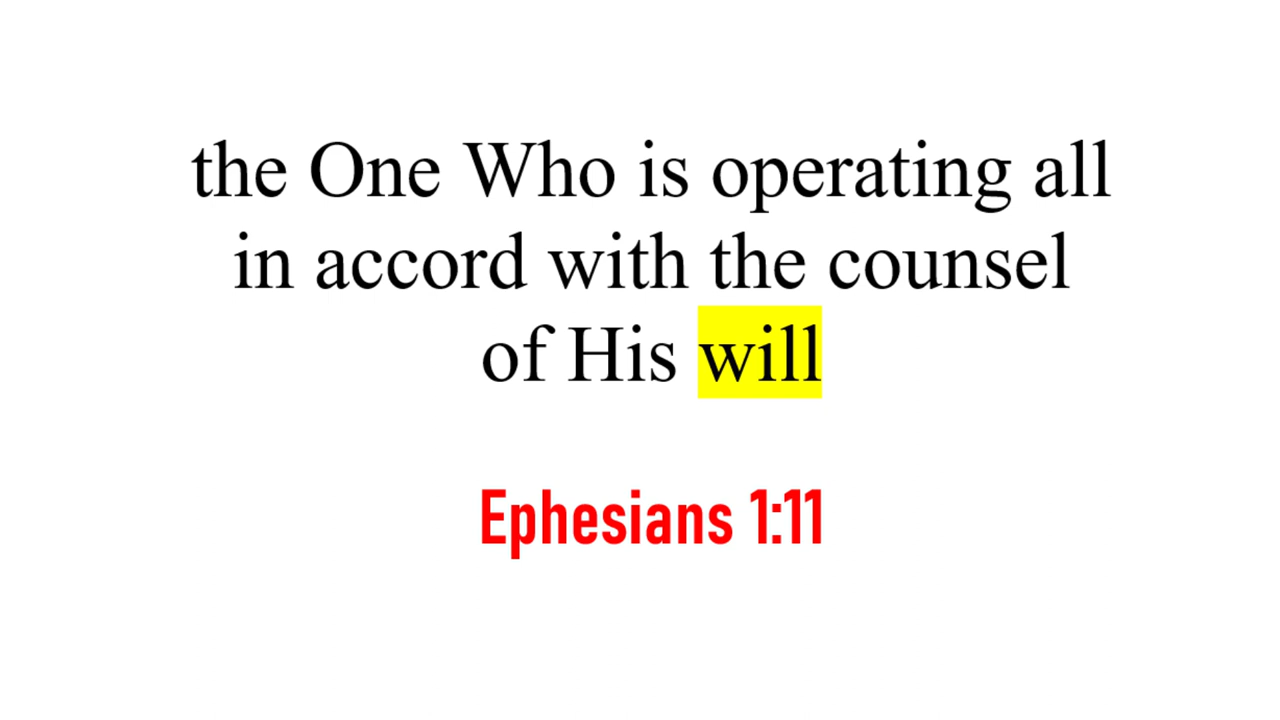 the One Who is operating all
in accord with the counsel
of His will
Ephesians 1:11